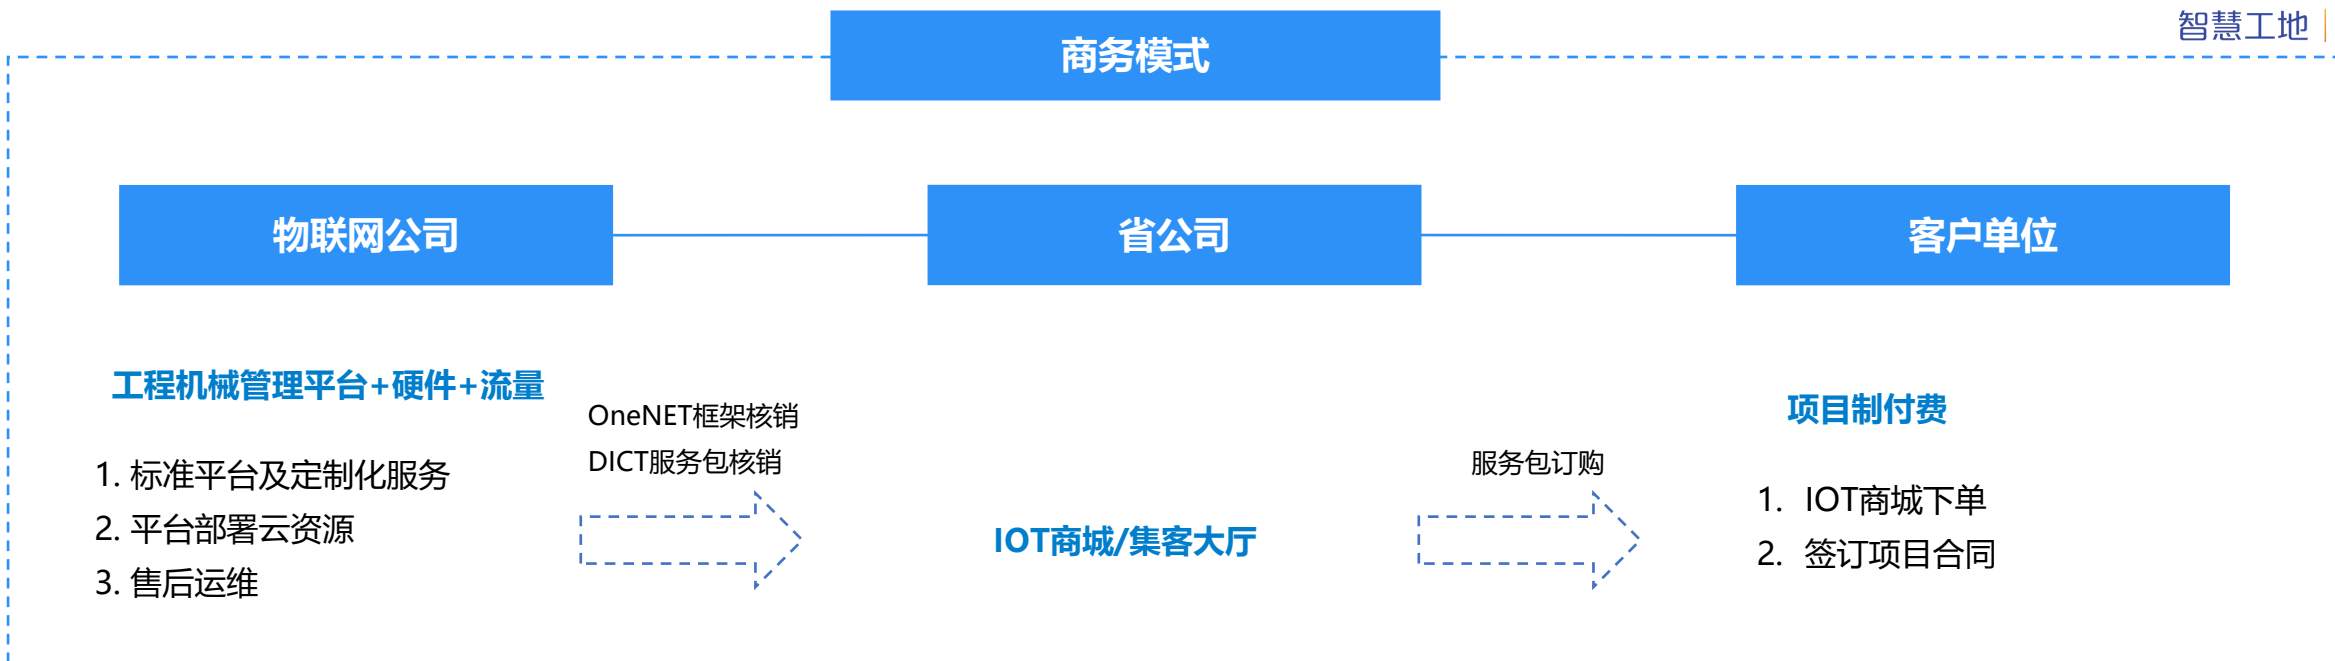 智慧工地
商务模式
物联网公司
省公司
客户单位
工程机械管理平台+硬件+流量
1. 标准平台及定制化服务
2. 平台部署云资源
3. 售后运维
OneNET框架核销
DICT服务包核销
IOT商城/集客大厅
服务包订购
项目制付费
1. IOT商城下单
2. 签订项目合同